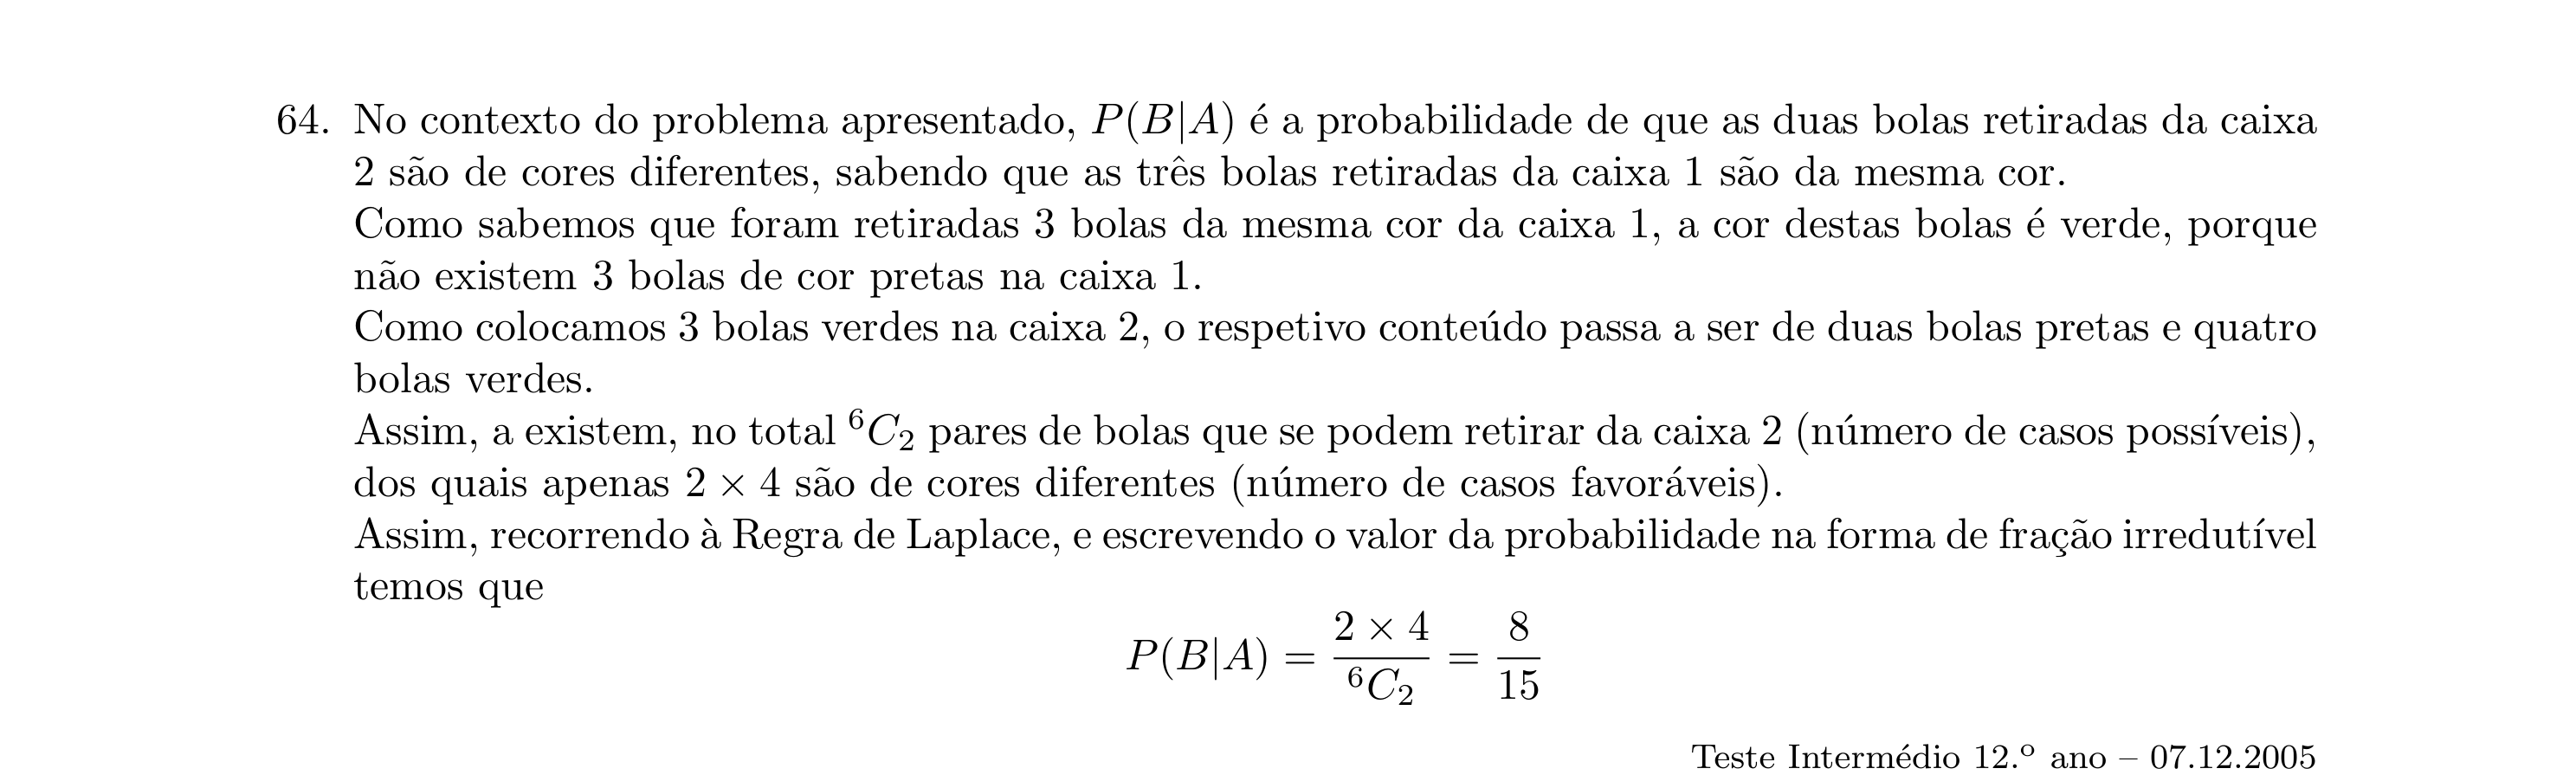 64. No contexto do problema apresentado, P(B|A) é a probabilidade de que as duas bolas retiradas da caixa
2 são de cores diferentes, sabendo que as três bolas retiradas da caixa 1 são da mesma cor.
Como sabemos que foram retiradas 3 bolas da mesma cor da caixa 1, a cor destas bolas é verde, porque
não existem 3 bolas de cor pretas na caixa 1.
Como colocamos 3 bolas verdes na caixa 2, o respetivo conteúdo passa a ser de duas bolas pretas e quatro
bolas verdes.
Assim, a existem, no total ⁶C₂ pares de bolas que se podem retirar da caixa 2 (número de casos possíveis),
dos quais apenas 2 × 4 são de cores diferentes (número de casos favoráveis).
Assim, recorrendo à Regra de Laplace, e escrevendo o valor da probabilidade na forma de fração irredutível
temos que
P(B|A) = (2 × 4)/(⁶C₂) = 8/15
Teste Intermédio 12.º ano – 07.12.2005